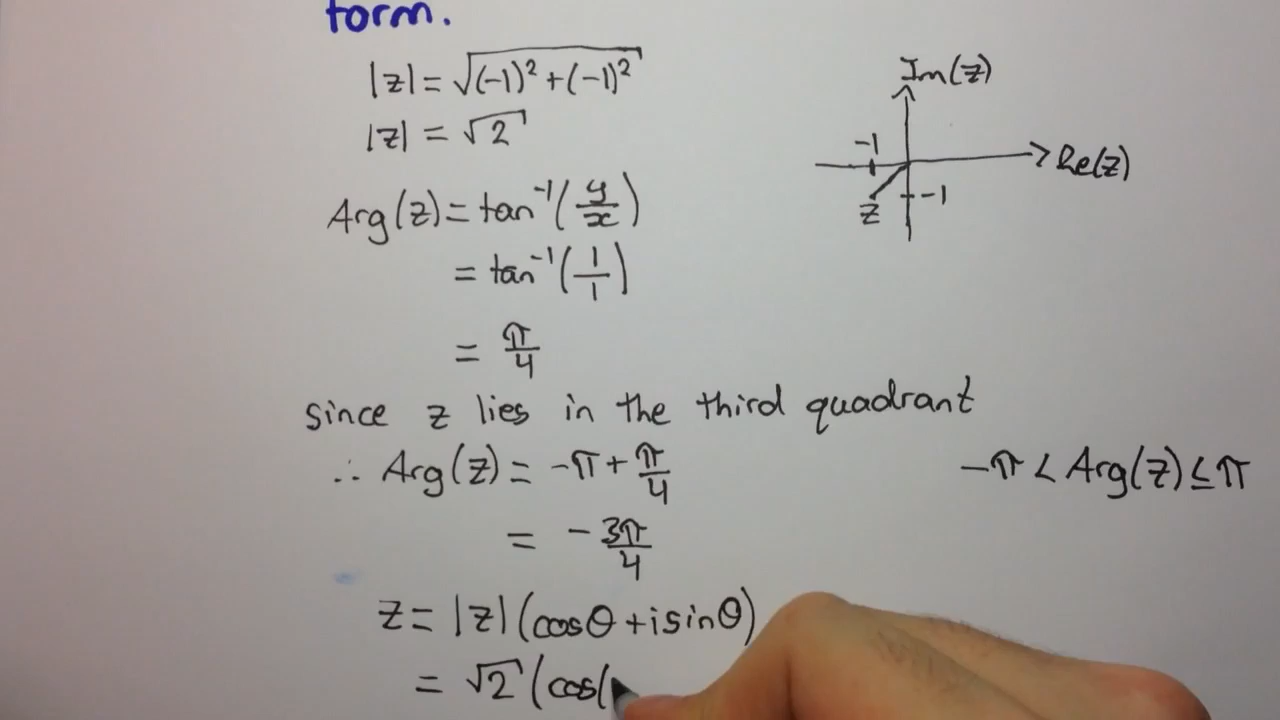 form.
|z| = √((-1)² + (-1)²)
|z| = √2
Arg(z) = tan⁻¹(y/x)
= tan⁻¹(1/1)
= π/4
since z lies in the third quadrant
∴ Arg(z) = -π + π/4
= -3π/4
z = |z|(cosθ + isinθ)
= √2(cos(
Im(z)
-1
Re(z)
z
-1
-π < Arg(z) ≤ π